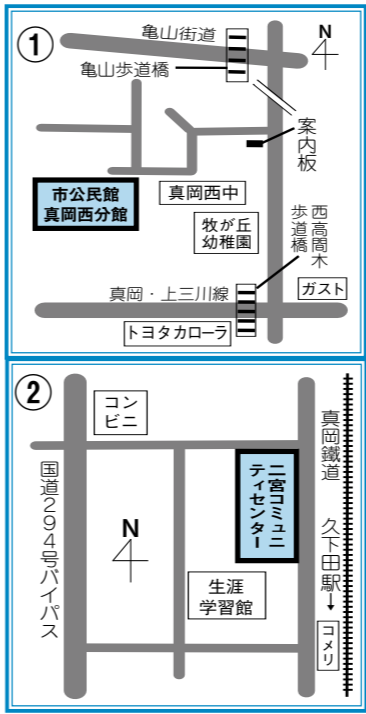 ①
亀山街道
N
亀山歩道橋
案内板
市公民館
真岡西分館
真岡西中
牧が丘
幼稚園
西高間木
歩道橋
真岡・上三川線
ガスト
トヨタカローラ
②
コン
ビニ
国道294号バイパス
N
二宮コミュニ
ティセンター
生涯
学習館
真岡鐵道
久下田駅→
コメリ